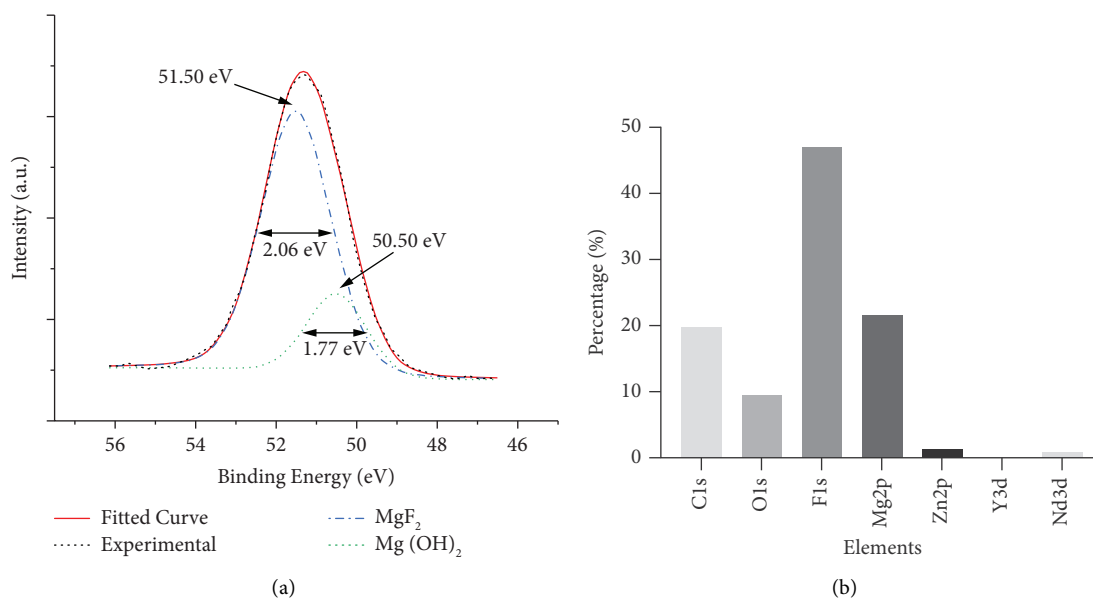 51.50 eV
2.06 eV
50.50 eV
1.77 eV
Intensity (a.u.)
56 54 52 50 48 46
Binding Energy (eV)
Fitted Curve
Experimental
MgF2
Mg (OH)2
(a)
50
40
30
20
10
0
Percentage (%)
C1s
O1s
F1s
Mg2p
Zn2p
Y3d
Nd3d
Elements
(b)